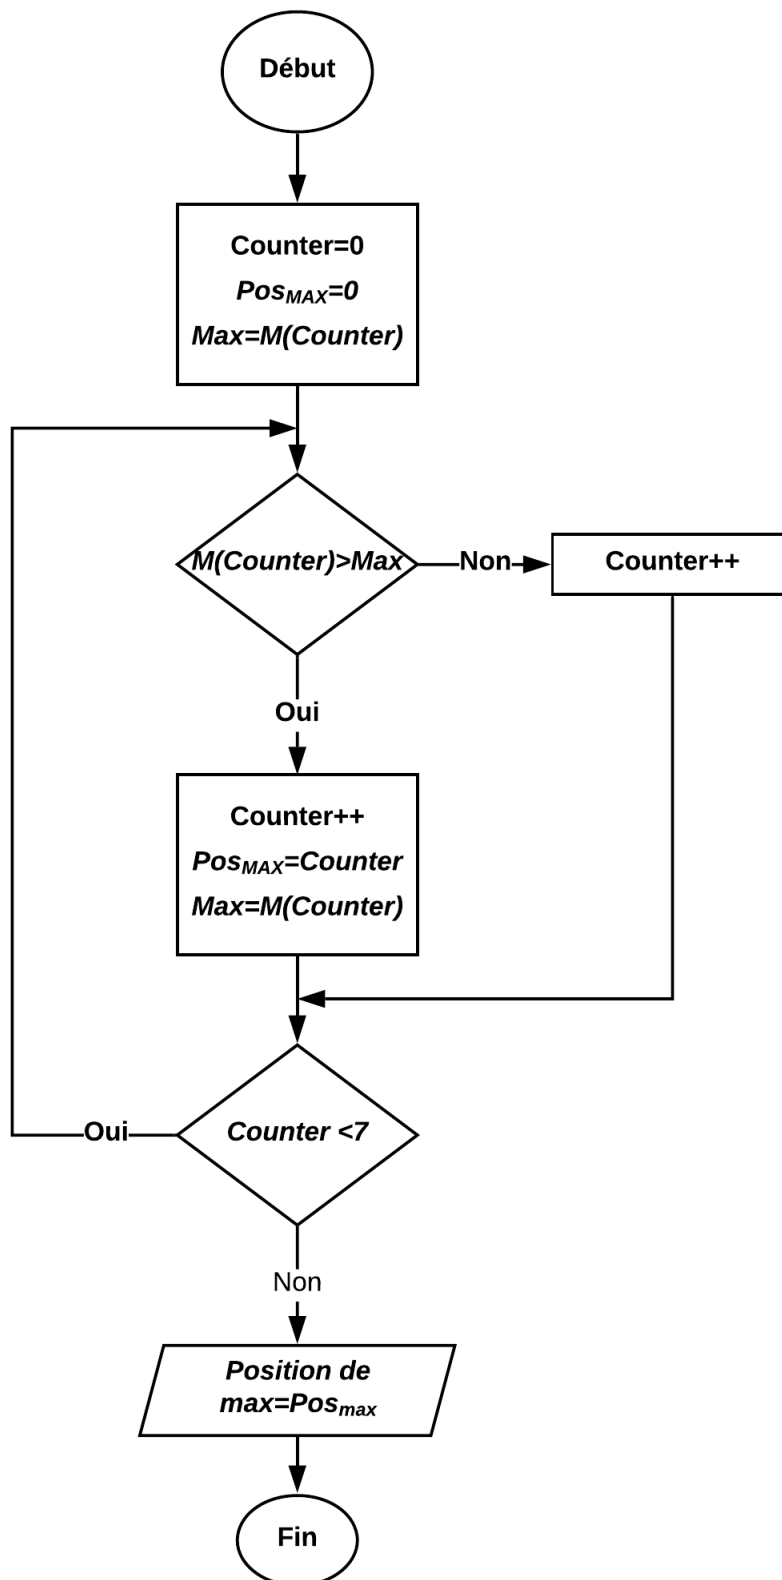 Début
Counter=0
PosMAX=0
Max=M(Counter)
M(Counter)>Max
Non
Counter++
Oui
Counter++
PosMAX=Counter
Max=M(Counter)
Counter <7
Oui
Non
Position de
max=Posmax
Fin